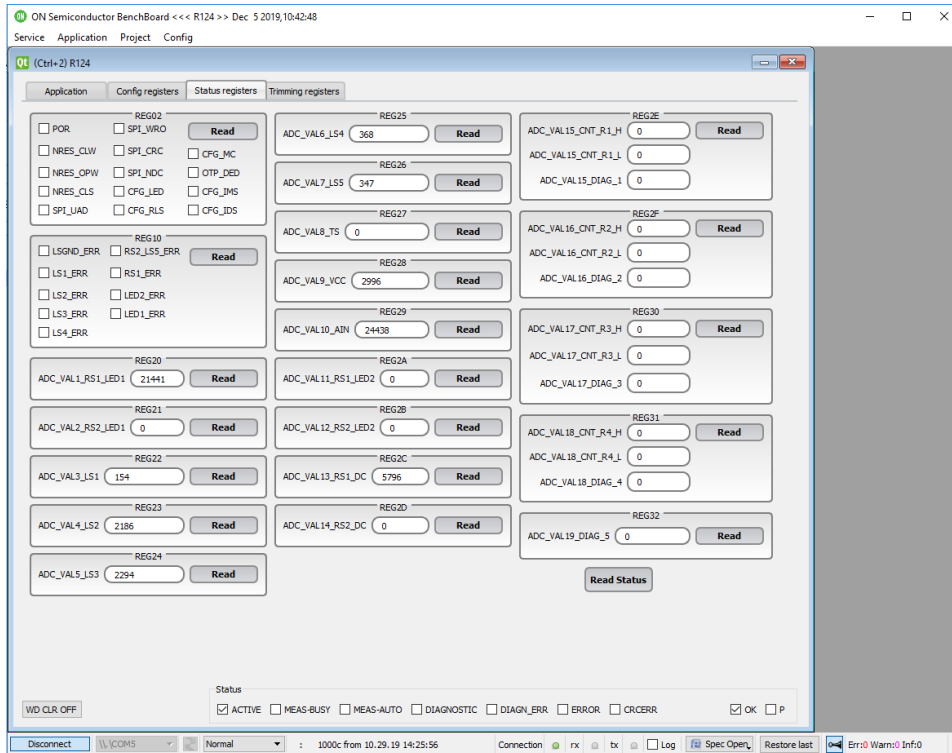 ON Semiconductor BenchBoard <<< R124 >>> Dec 5 2019,10:42:48
Service Application Project Config
Qt (Ctrl+2) R124
Application Config registers Status registers Trimming registers
REG02
POR SPI_WRO Read
NRES_CLW SPI_CRC CFG_MC
NRES_OPW SPI_NDC OTP_DED
NRES_CLS CFG_LED CFG_IMS
SPI_UAD CFG_RLS CFG_IDS
REG10
LSGND_ERR RS2_LS5_ERR Read
LS1_ERR RS1_ERR
LS2_ERR LED2_ERR
LS3_ERR LED1_ERR
LS4_ERR
REG20
ADC_VAL1_RS1_LED1 21441 Read
REG21
ADC_VAL2_RS2_LED1 0 Read
REG22
ADC_VAL3_LS1 154 Read
REG23
ADC_VAL4_LS2 2186 Read
REG24
ADC_VAL5_LS3 2294 Read
REG25
ADC_VAL6_LS4 368 Read
REG26
ADC_VAL7_LS5 347 Read
REG27
ADC_VAL8_TS 0 Read
REG28
ADC_VAL9_VCC 2996 Read
REG29
ADC_VAL10_AIN 24438 Read
REG2A
ADC_VAL11_RS1_LED2 0 Read
REG2B
ADC_VAL12_RS2_LED2 0 Read
REG2C
ADC_VAL13_RS1_DC 5796 Read
REG2D
ADC_VAL14_RS2_DC 0 Read
REG2E
ADC_VAL15_CNT_R1_H 0 Read
ADC_VAL15_CNT_R1_L 0
ADC_VAL15_DIAG_1 0
REG2F
ADC_VAL16_CNT_R2_H 0 Read
ADC_VAL16_CNT_R2_L 0
ADC_VAL16_DIAG_2 0
REG30
ADC_VAL17_CNT_R3_H 0 Read
ADC_VAL17_CNT_R3_L 0
ADC_VAL17_DIAG_3 0
REG31
ADC_VAL18_CNT_R4_H 0 Read
ADC_VAL18_CNT_R4_L 0
ADC_VAL18_DIAG_4 0
REG32
ADC_VAL19_DIAG_5 0 Read
Read Status
Status
WD CLR OFF ACTIVE MEAS-BUSY MEAS-AUTO DIAGNOSTIC DIAGN_ERR ERROR CRCERR OK P
Disconnect \\.\COM5 Normal : 1000c from 10.29.19 14:25:56 Connection rx tx Log Spec Open, Restore last Err:0 Warn:0 Inf:0